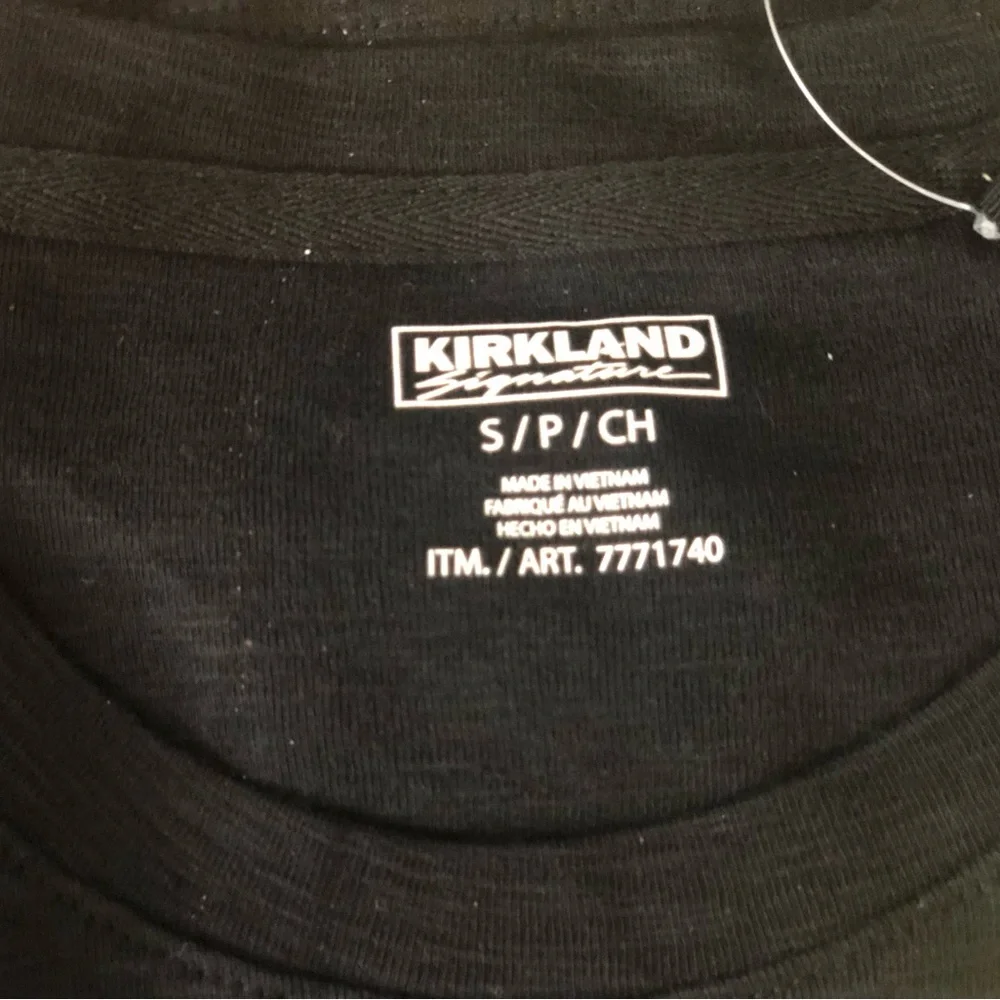 KIRKLAND
Signature
S / P / CH
MADE IN VIETNAM
FABRIQUÉ AU VIETNAM
HECHO EN VIETNAM
ITM. / ART. 7771740